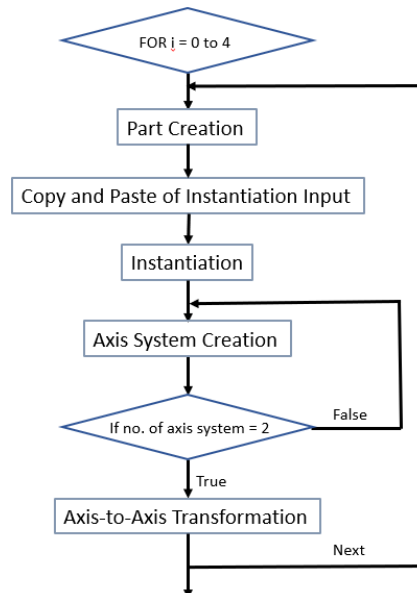 FOR i = 0 to 4
Part Creation
Copy and Paste of Instantiation Input
Instantiation
Axis System Creation
If no. of axis system = 2
False
True
Axis-to-Axis Transformation
Next